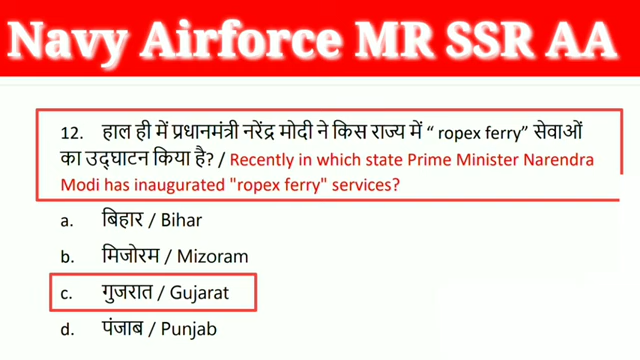 Navy Airforce MR SSR AA
12. हाल ही में प्रधानमंत्री नरेंद्र मोदी ने किस राज्य में “ ropex ferry” सेवाओं
का उद्घाटन किया है? / Recently in which state Prime Minister Narendra
Modi has inaugurated "ropex ferry" services?
a. बिहार / Bihar
b. मिजोरम / Mizoram
c. गुजरात / Gujarat
d. पंजाब / Punjab